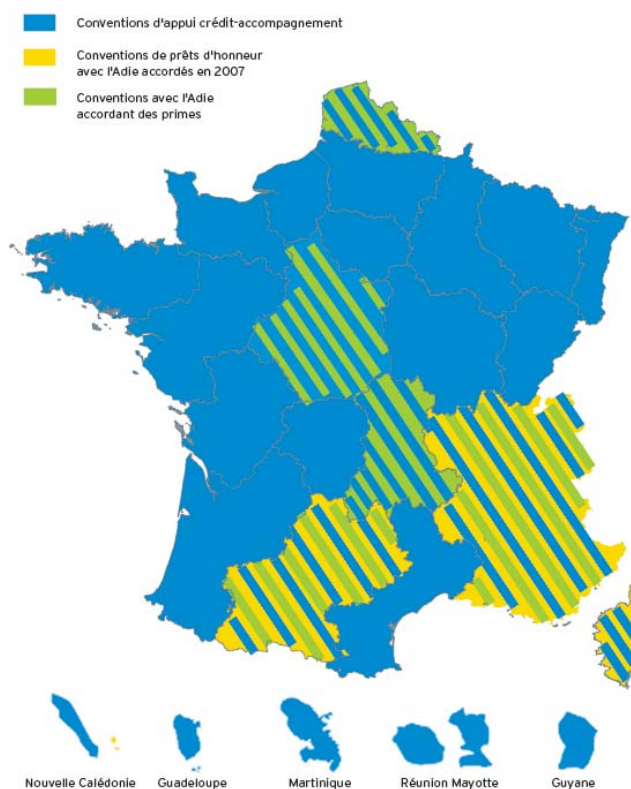 Conventions d'appui crédit-accompagnement
Conventions de prêts d'honneur
avec l'Adie accordés en 2007
Conventions avec l'Adie
accordant des primes
Nouvelle Calédonie
Guadeloupe
Martinique
Réunion Mayotte
Guyane